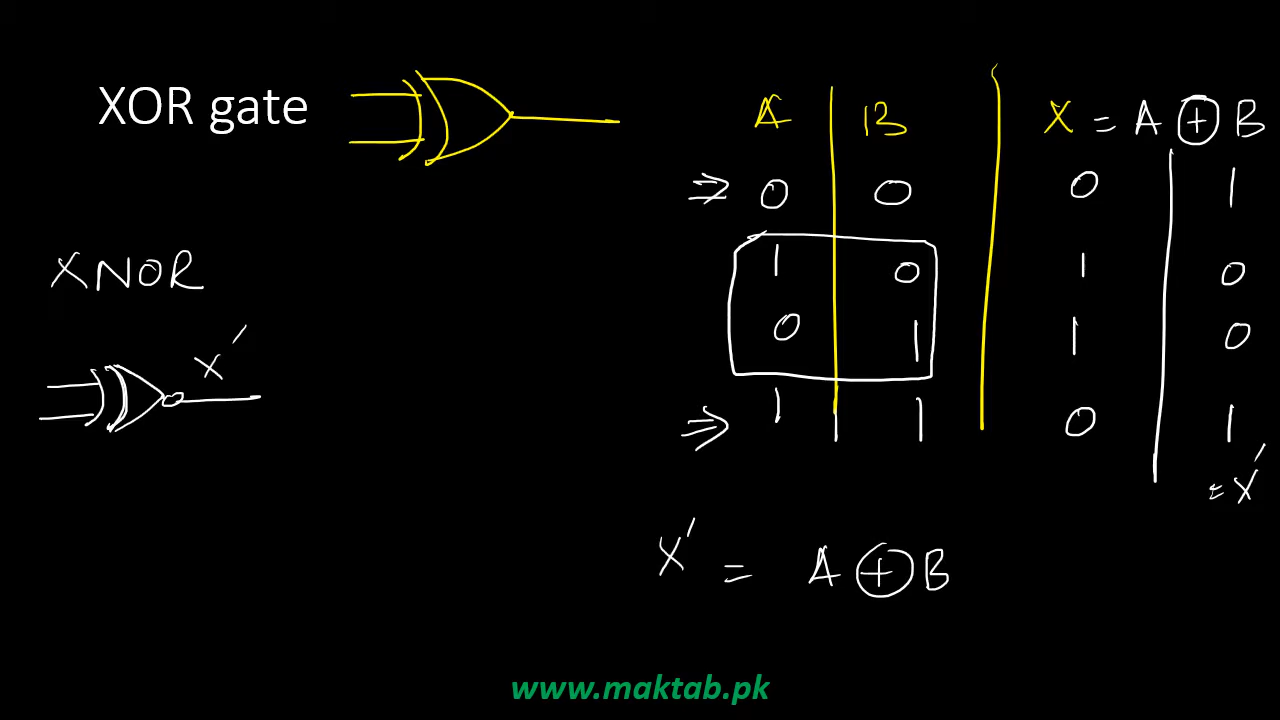 XOR gate
A B X = A ⊕ B
⇒ 0 0 0 1
XNOR
1 0 1 0
0 1 1 0
X′
⇒ 1 1 0 1
= X′
X′ = A ⊕ B
www.maktab.pk